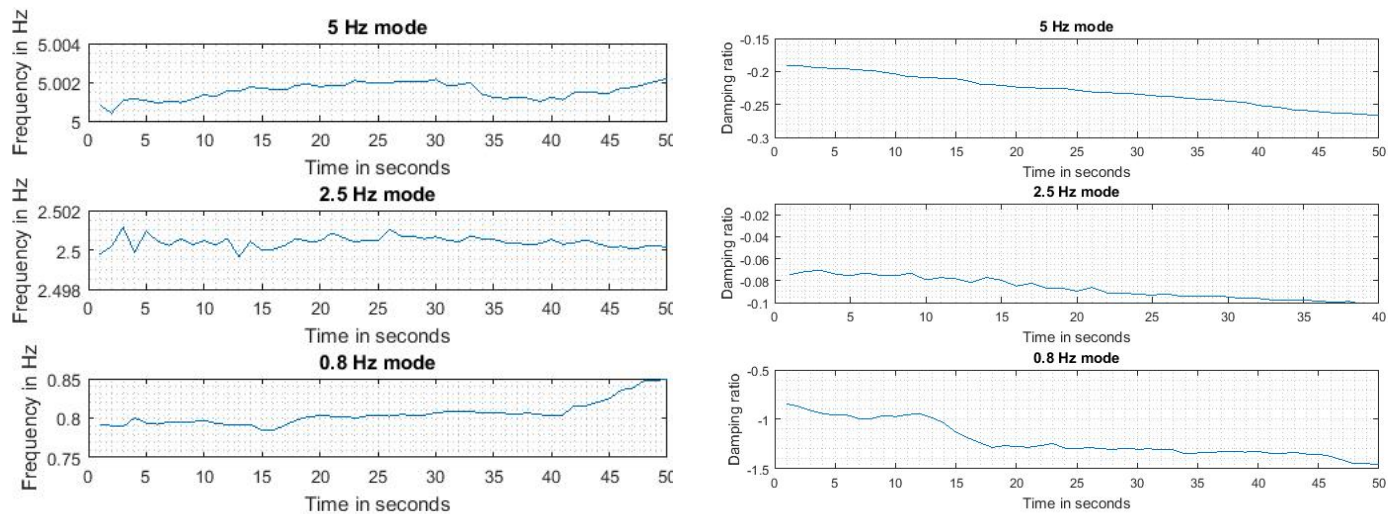 5 Hz mode
Frequency in Hz
5.004
5.002
5
0 5 10 15 20 25 30 35 40 45 50
Time in seconds
2.5 Hz mode
Frequency in Hz
2.502
2.5
2.498
0 5 10 15 20 25 30 35 40 45 50
Time in seconds
0.8 Hz mode
Frequency in Hz
0.85
0.8
0.75
0 5 10 15 20 25 30 35 40 45 50
Time in seconds
5 Hz mode
Damping ratio
-0.15
-0.2
-0.25
-0.3
0 5 10 15 20 25 30 35 40 45 50
Time in seconds
2.5 Hz mode
Damping ratio
-0.02
-0.04
-0.06
-0.08
-0.1
0 5 10 15 20 25 30 35 40
Time in seconds
0.8 Hz mode
Damping ratio
-0.5
-1
-1.5
0 5 10 15 20 25 30 35 40 45 50
Time in seconds